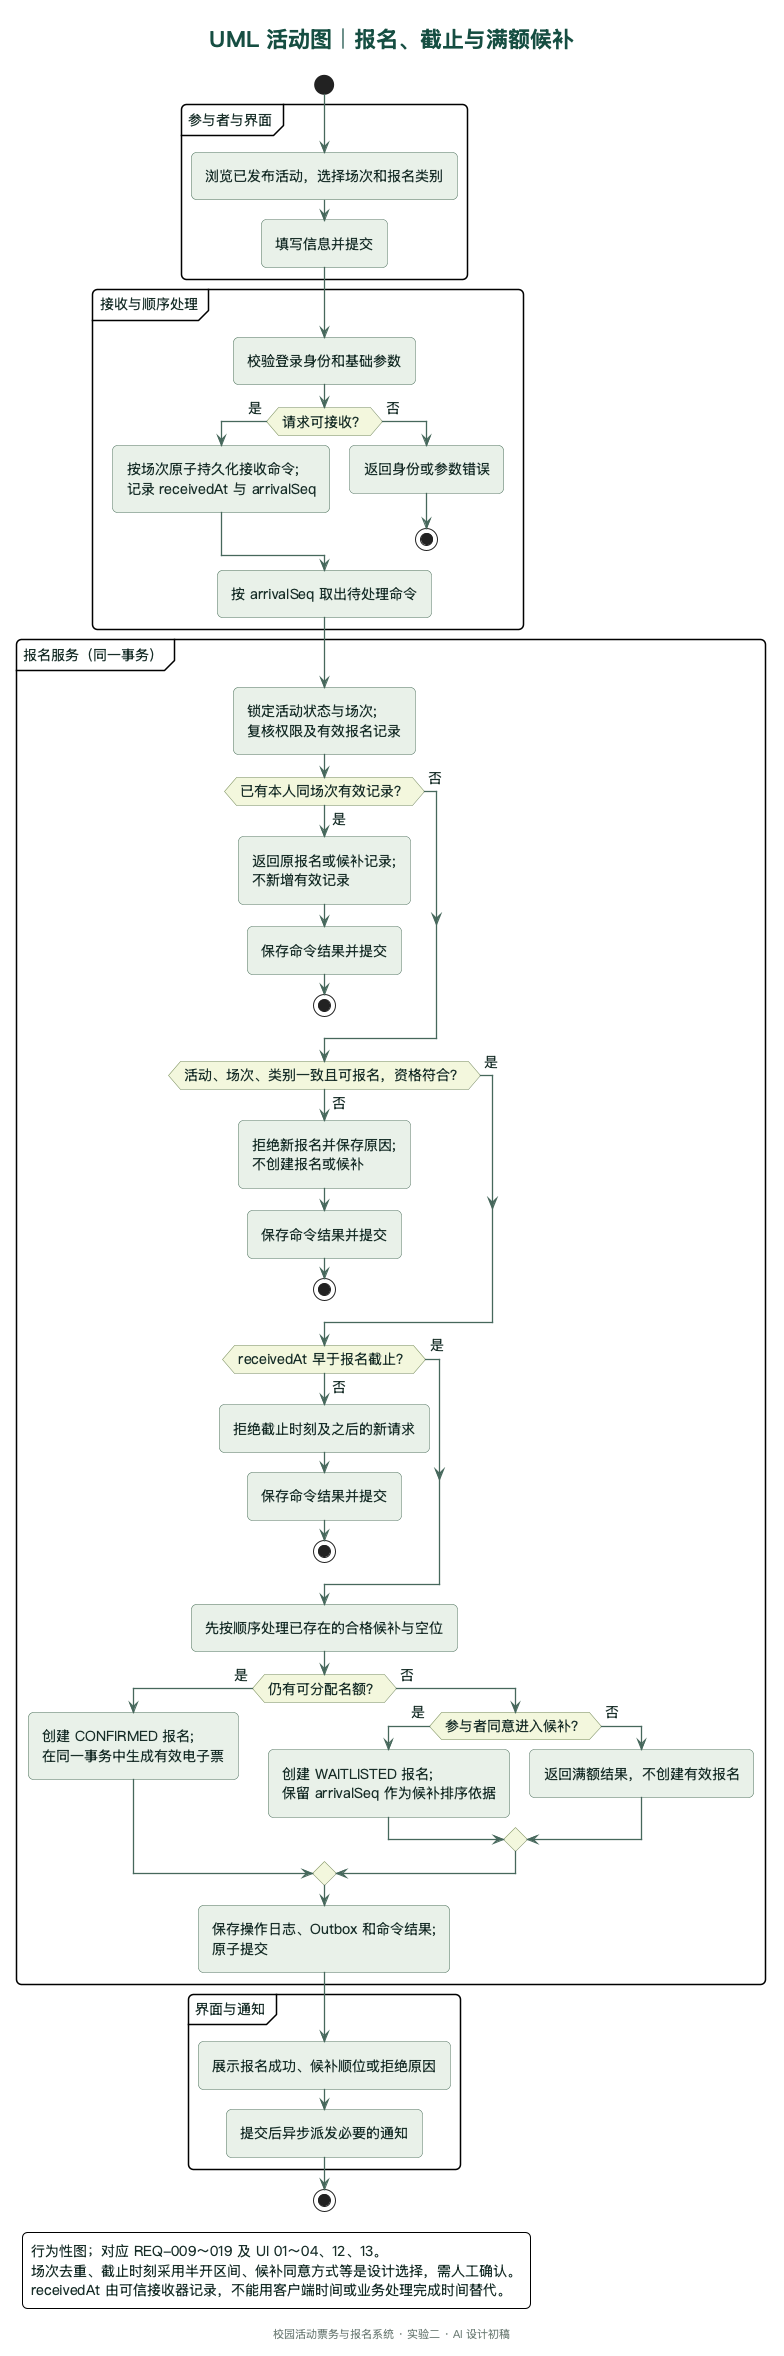 UML 活动图｜报名、截止与满额候补
参与者与界面
浏览已发布活动，选择场次和报名类别
填写信息并提交
接收与顺序处理
校验登录身份和基础参数
是
请求可接收？
否
按场次原子持久化接收命令；
记录 receivedAt 与 arrivalSeq
返回身份或参数错误
按 arrivalSeq 取出待处理命令
报名服务（同一事务）
锁定活动状态与场次；
复核权限及有效报名记录
已有本人同场次有效记录？
否
是
返回原报名或候补记录；
不新增有效记录
保存命令结果并提交
活动、场次、类别一致且可报名，资格符合？
是
否
拒绝新报名并保存原因；
不创建报名或候补
保存命令结果并提交
receivedAt 早于报名截止？
是
否
拒绝截止时刻及之后的新请求
保存命令结果并提交
先按顺序处理已存在的合格候补与空位
是
仍有可分配名额？
否
创建 CONFIRMED 报名；
在同一事务中生成有效电子票
是
参与者同意进入候补？
否
创建 WAITLISTED 报名；
保留 arrivalSeq 作为候补排序依据
返回满额结果，不创建有效报名
保存操作日志、Outbox 和命令结果；
原子提交
界面与通知
展示报名成功、候补顺位或拒绝原因
提交后异步派发必要的通知
行为性图；对应 REQ-009～019 及 UI 01～04、12、13。
场次去重、截止时刻采用半开区间、候补同意方式等是设计选择，需人工确认。
receivedAt 由可信接收器记录，不能用客户端时间或业务处理完成时间替代。
校园活动票务与报名系统 · 实验二 · AI 设计初稿